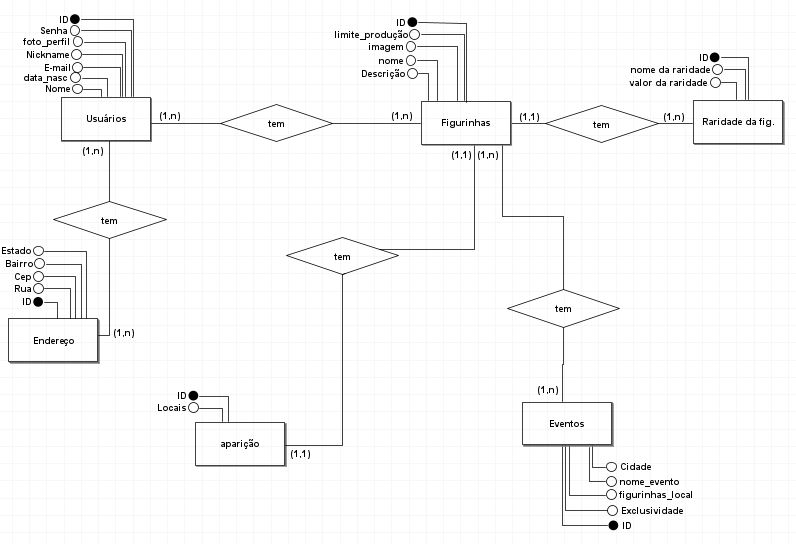 ID
Senha
foto_perfil
Nickname
E-mail
data_nasc
Nome
Usuários
(1,n)
tem
(1,n)
ID
limite_produção
imagem
nome
Descrição
Figurinhas
(1,1)
tem
(1,n)
ID
nome da raridade
valor da raridade
Raridade da fig.
(1,n)
tem
(1,1)
(1,n)
Estado
Bairro
Cep
Rua
ID
Endereço
(1,n)
tem
tem
ID
Locais
aparição
(1,1)
(1,n)
Eventos
Cidade
nome_evento
figurinhas_local
Exclusividade
ID